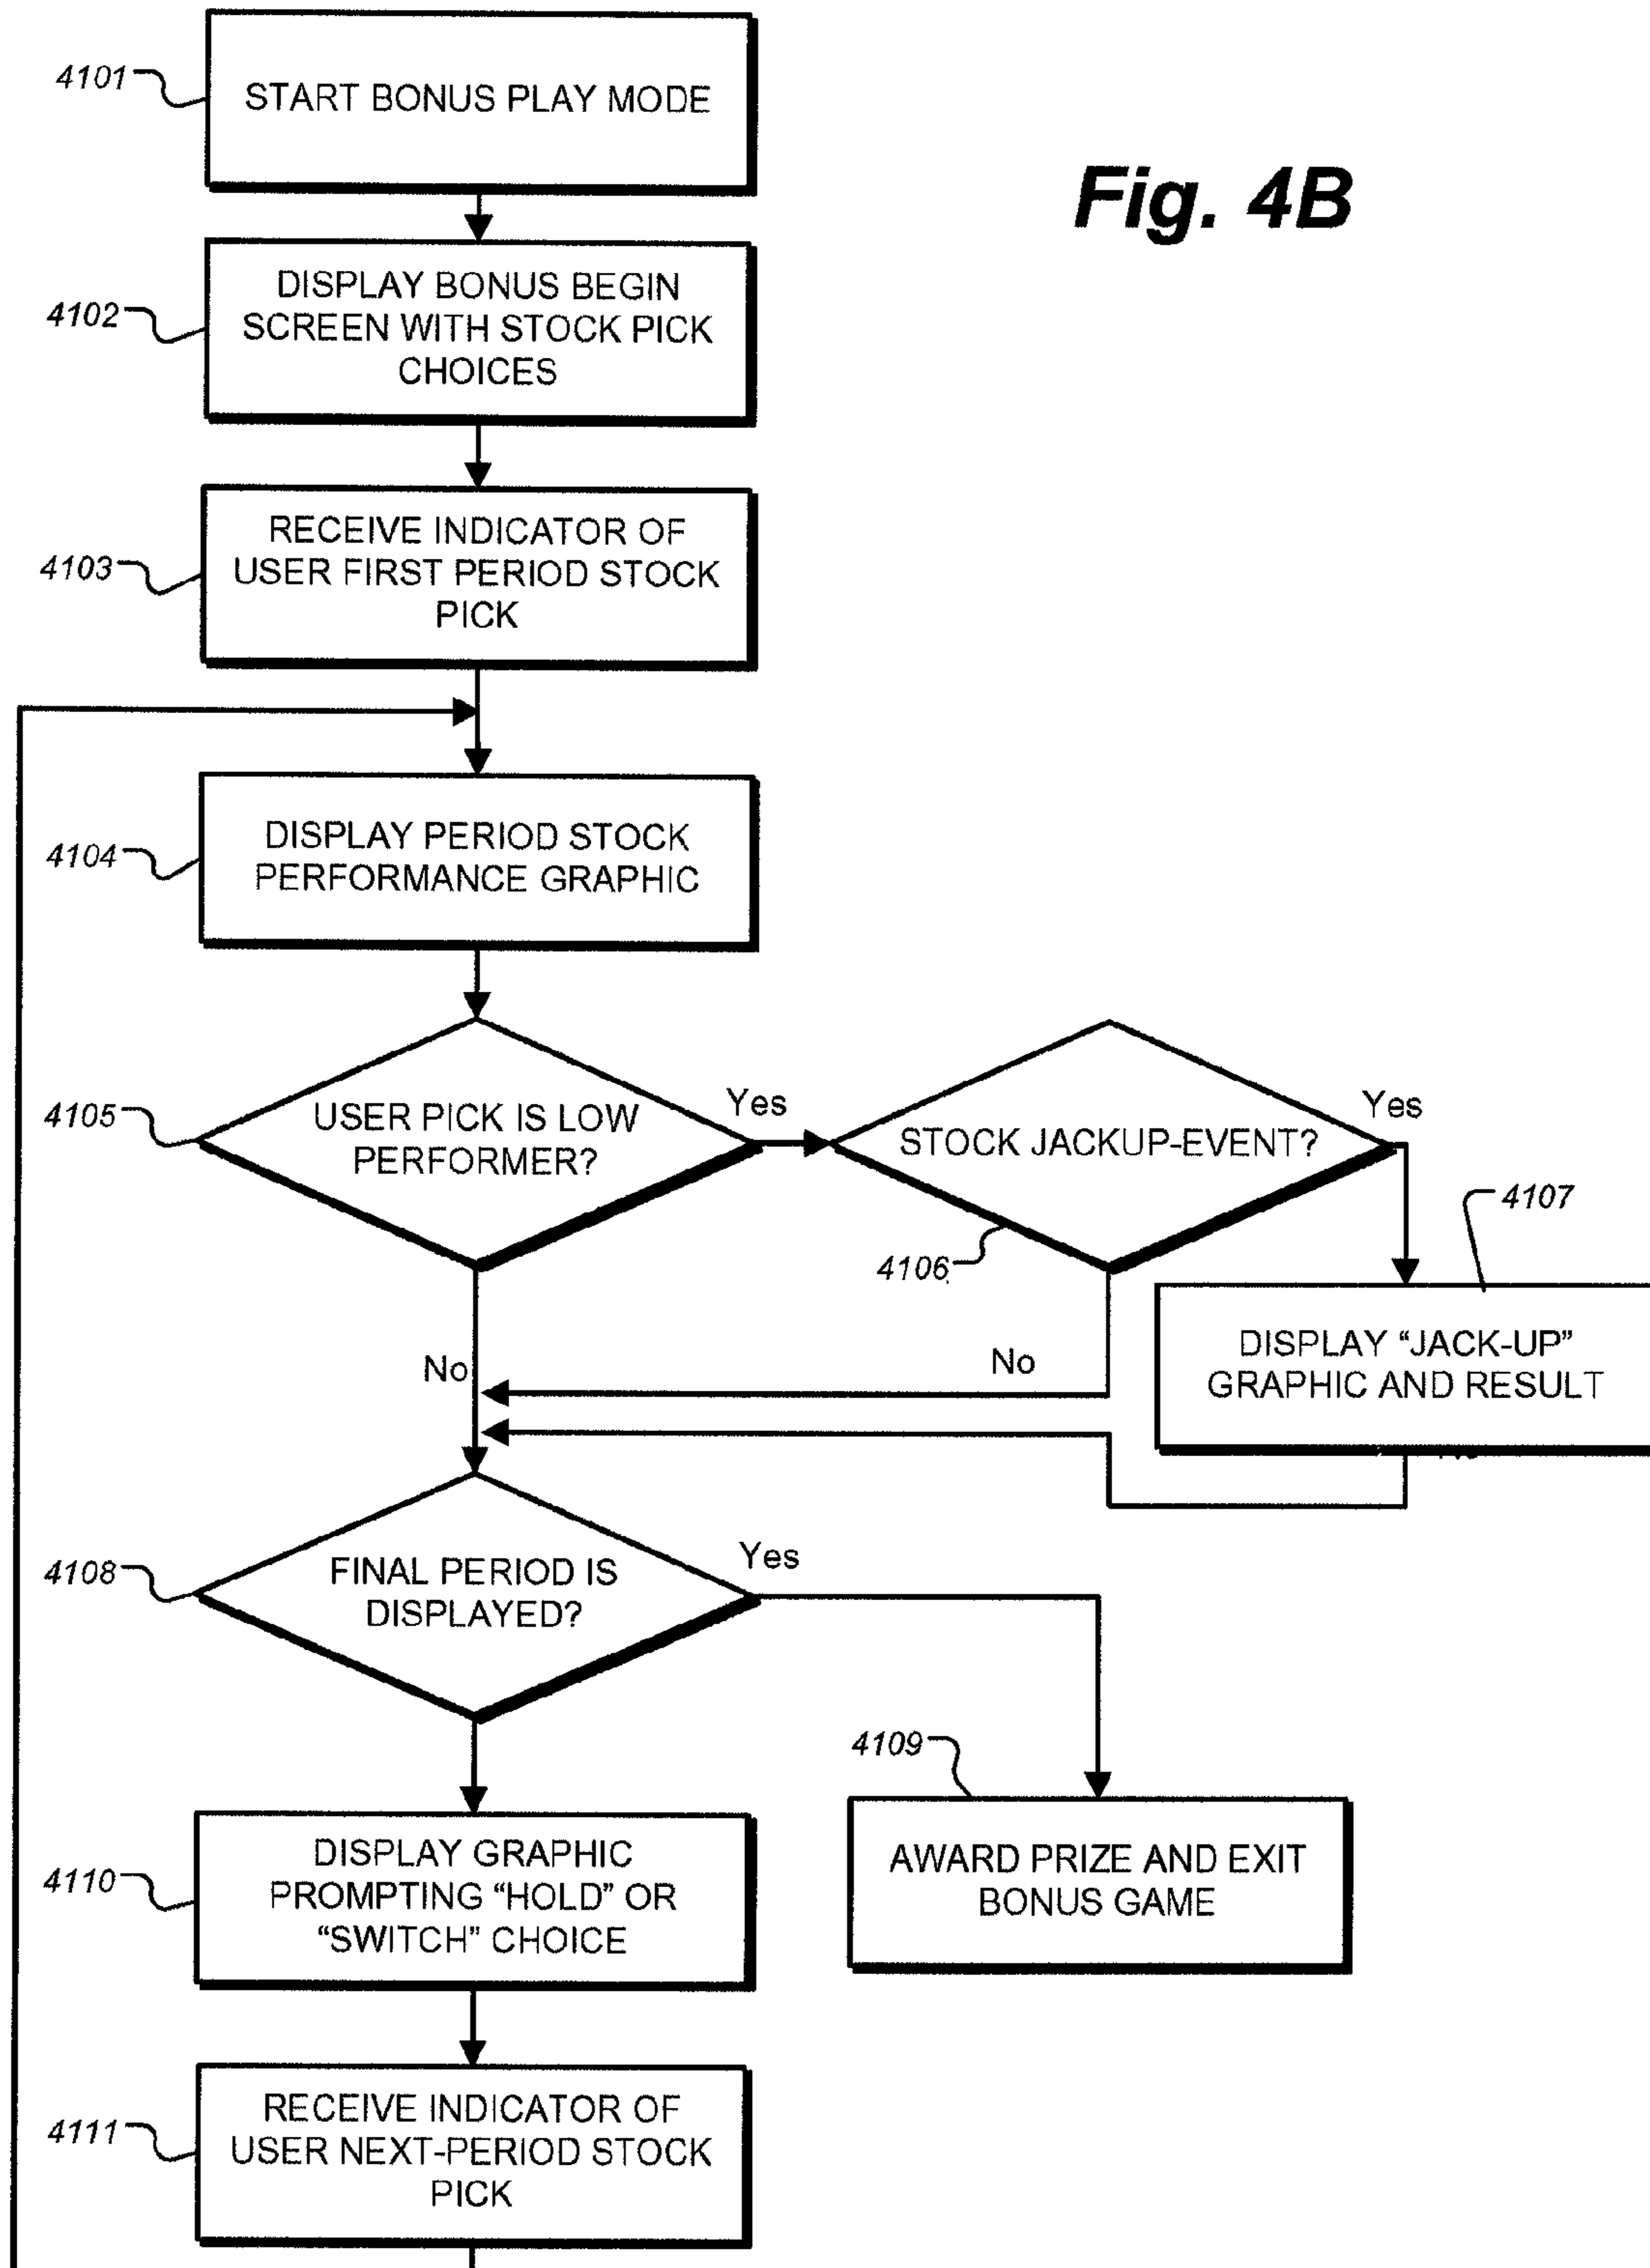 4101
START BONUS PLAY MODE
Fig. 4B
4102
DISPLAY BONUS BEGIN
SCREEN WITH STOCK PICK
CHOICES
4103
RECEIVE INDICATOR OF
USER FIRST PERIOD STOCK
PICK
4104
DISPLAY PERIOD STOCK
PERFORMANCE GRAPHIC
4105
USER PICK IS LOW
PERFORMER?
Yes
STOCK JACKUP-EVENT?
Yes
4106
4107
No
No
DISPLAY “JACK-UP”
GRAPHIC AND RESULT
4108
FINAL PERIOD IS
DISPLAYED?
Yes
4109
AWARD PRIZE AND EXIT
BONUS GAME
4110
DISPLAY GRAPHIC
PROMPTING “HOLD” OR
“SWITCH” CHOICE
4111
RECEIVE INDICATOR OF
USER NEXT-PERIOD STOCK
PICK